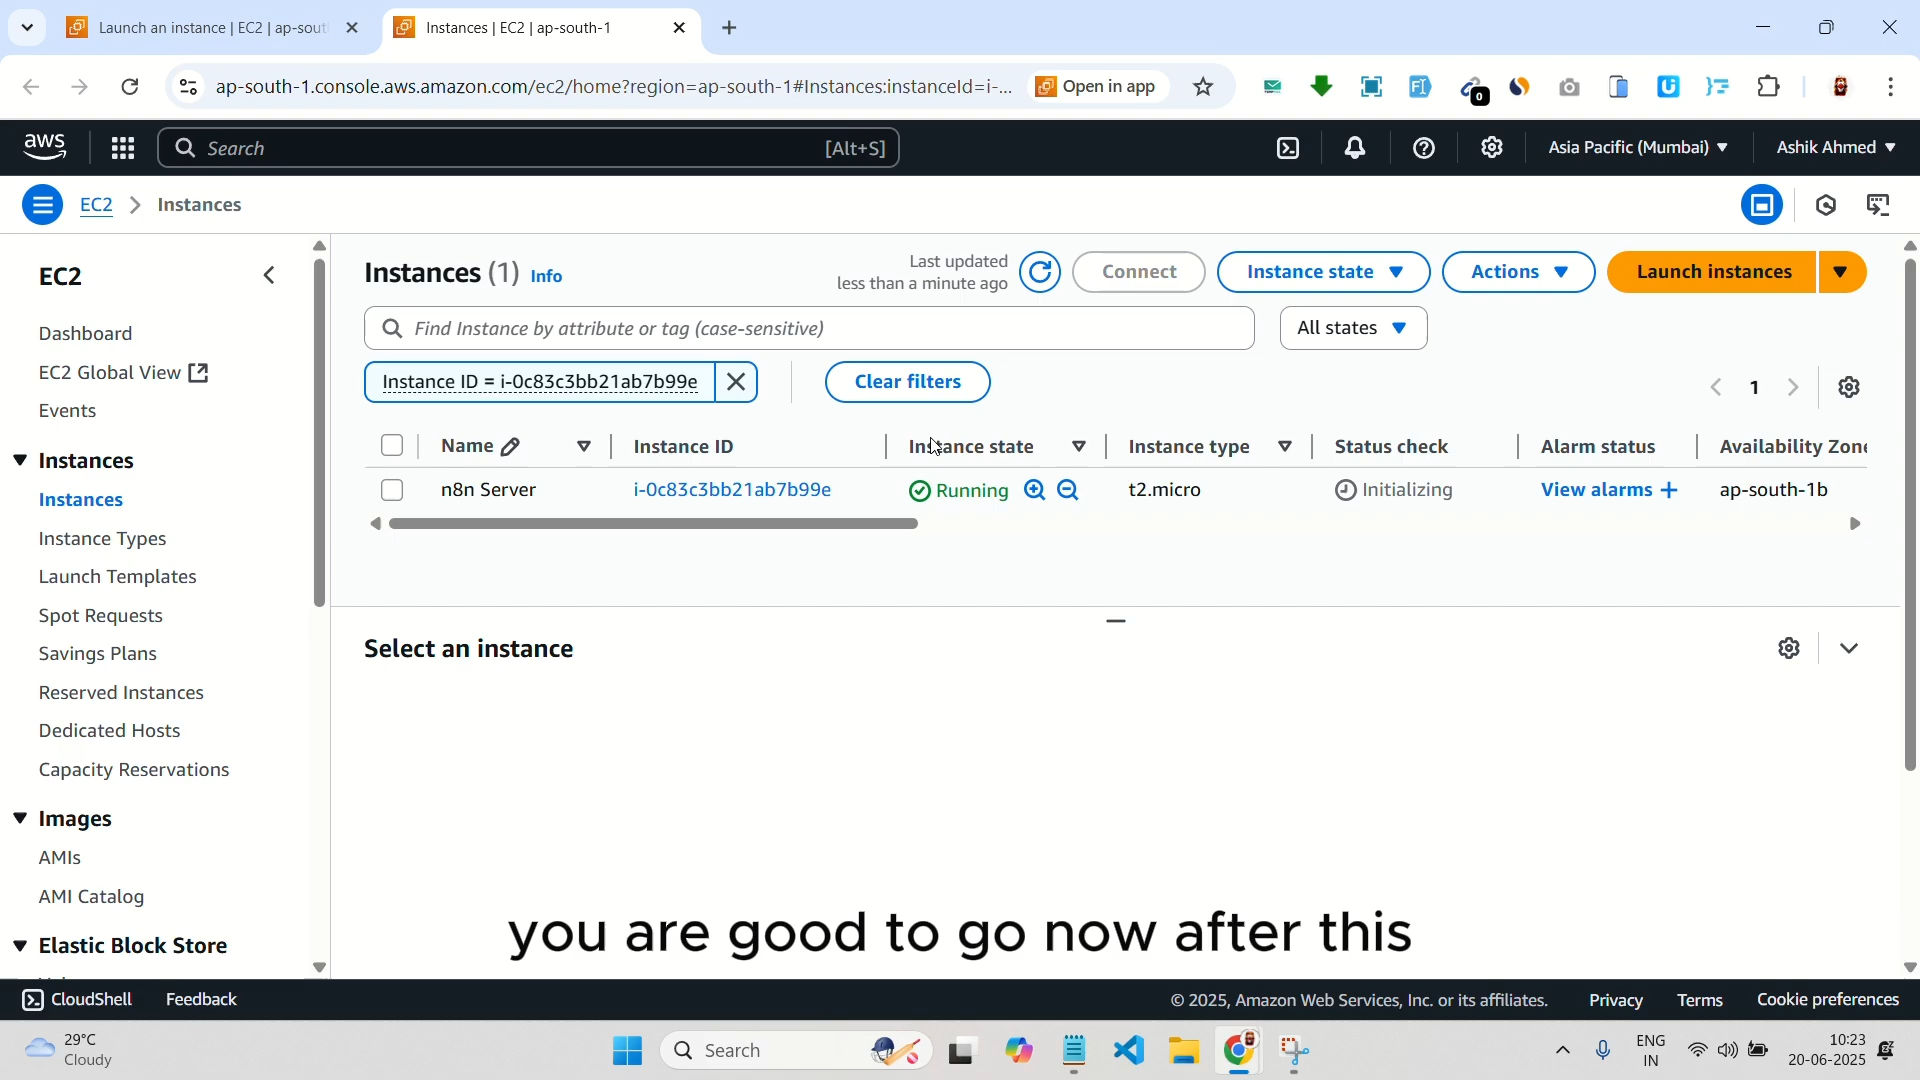 Launch an instance | EC2 | ap-sout
Instances | EC2 | ap-south-1
ap-south-1.console.aws.amazon.com/ec2/home?region=ap-south-1#Instances:instanceId=i-...
Open in app
0
aws
Search
[Alt+S]
Asia Pacific (Mumbai)
Ashik Ahmed
EC2
Instances
EC2
Dashboard
EC2 Global View
Events
Instances
Instances
Instance Types
Launch Templates
Spot Requests
Savings Plans
Reserved Instances
Dedicated Hosts
Capacity Reservations
Images
AMIs
AMI Catalog
Elastic Block Store
Instances (1) Info
Last updated
less than a minute ago
Connect
Instance state
Actions
Launch instances
Find Instance by attribute or tag (case-sensitive)
All states
Instance ID = i-0c83c3bb21ab7b99e
Clear filters
1
Name
Instance ID
Instance state
Instance type
Status check
Alarm status
Availability Zone
n8n Server
i-0c83c3bb21ab7b99e
Running
t2.micro
Initializing
View alarms +
ap-south-1b
Select an instance
you are good to go now after this
CloudShell
Feedback
© 2025, Amazon Web Services, Inc. or its affiliates.
Privacy
Terms
Cookie preferences
29°C
Cloudy
Search
ENG
IN
10:23
20-06-2025